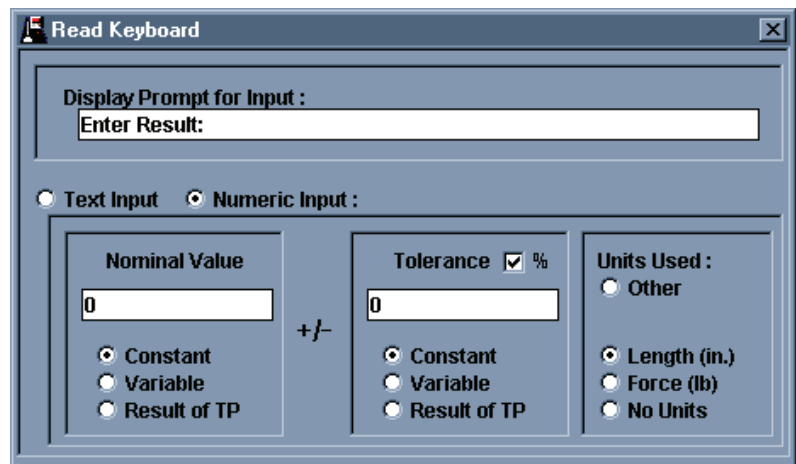 Read Keyboard
Display Prompt for Input :
Enter Result:
Text Input Numeric Input :
Nominal Value
0
Constant
Variable
Result of TP
+/-
Tolerance %
0
Constant
Variable
Result of TP
Units Used :
Other
Length (in.)
Force (lb)
No Units